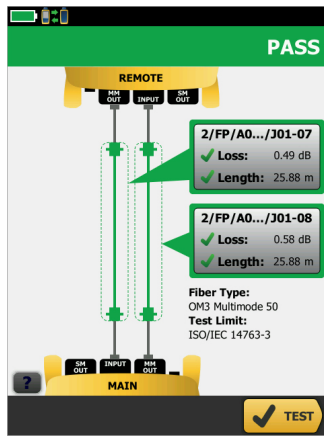 PASS
REMOTE
MM OUT
INPUT
SM OUT
2/FP/A0.../J01-07
Loss: 0.49 dB
Length: 25.88 m
2/FP/A0.../J01-08
Loss: 0.58 dB
Length: 25.88 m
Fiber Type:
OM3 Multimode 50
Test Limit:
ISO/IEC 14763-3
SM OUT
INPUT
MM OUT
?
MAIN
TEST